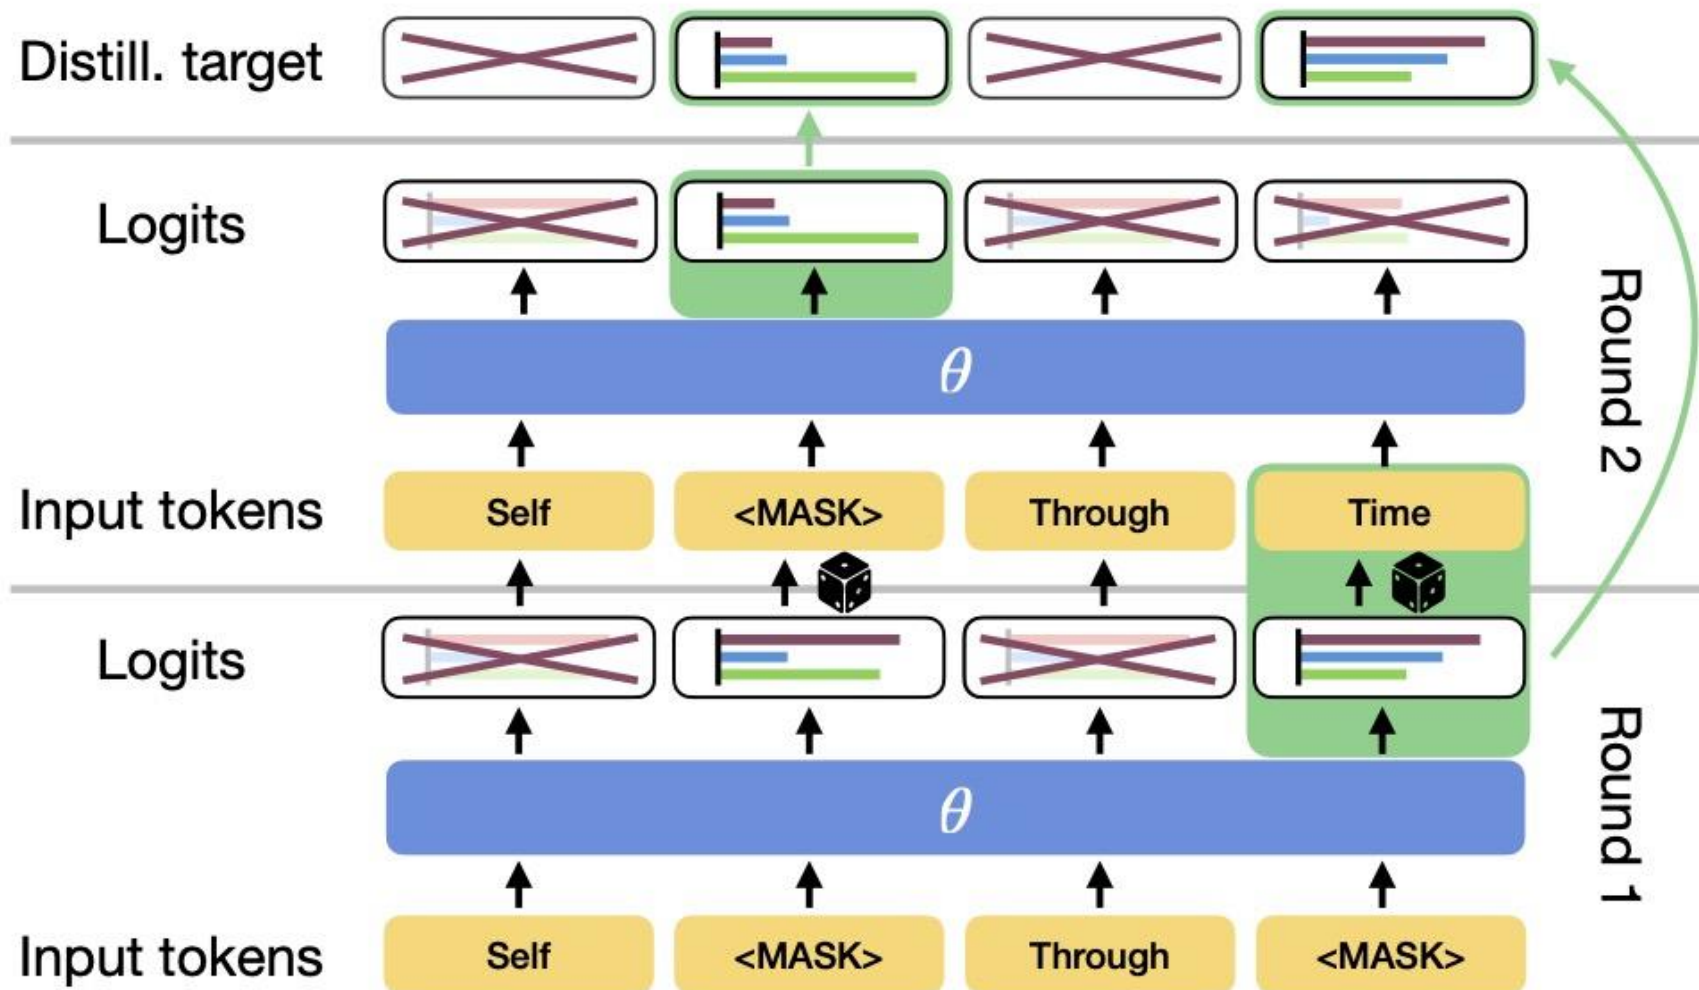 Distill. target
Logits
θ
Input tokens
Self
<MASK>
Through
Time
Round 2
Logits
θ
Input tokens
Self
<MASK>
Through
<MASK>
Round 1